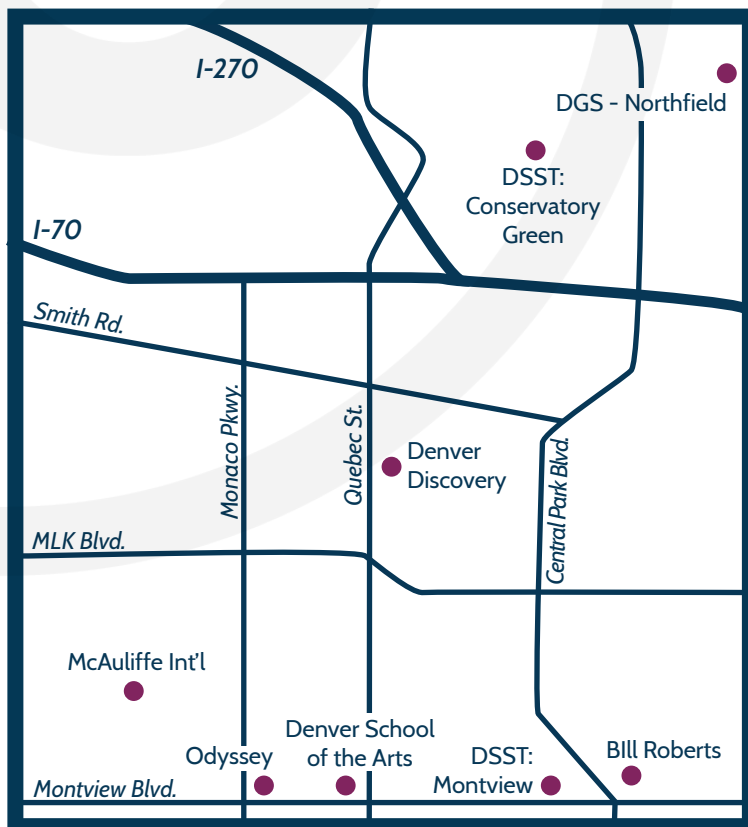 I-270
DGS - Northfield
DSST:
Conservatory
Green
I-70
Smith Rd.
Monaco Pkwy.
Quebec St.
Denver
Discovery
Central Park Blvd.
MLK Blvd.
McAuliffe Int'l
Odyssey
Denver School
of the Arts
DSST:
Montview
BIll Roberts
Montview Blvd.